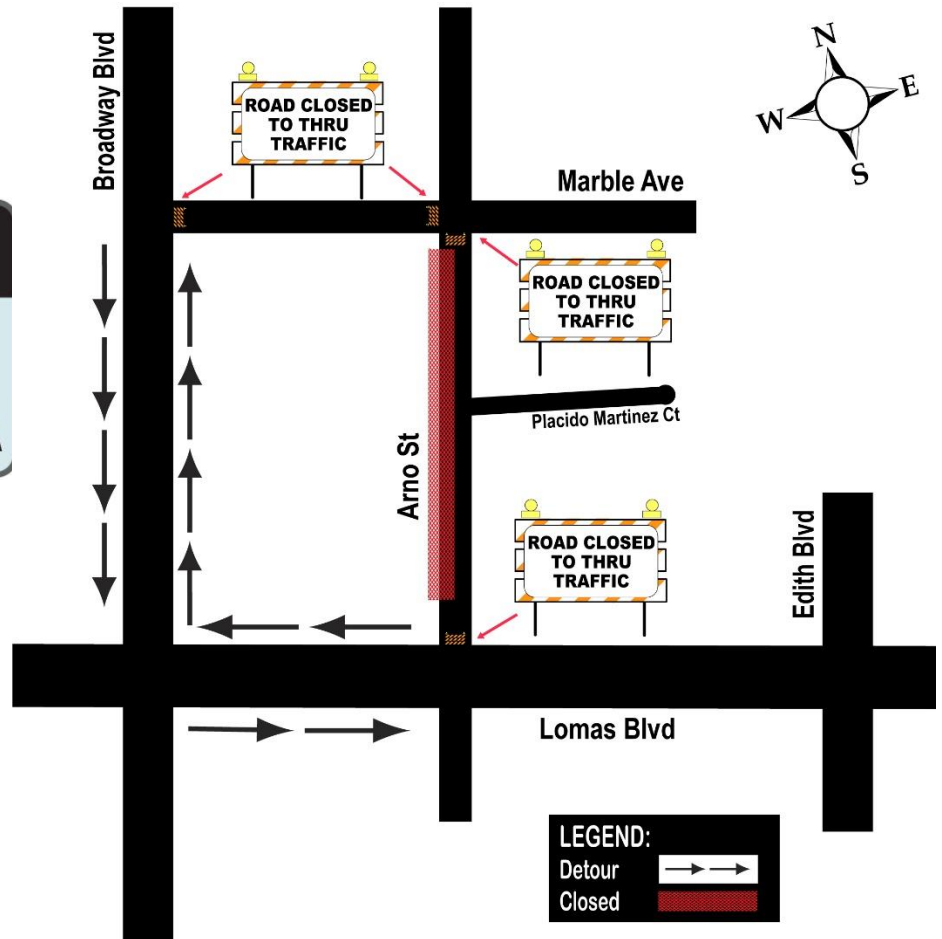 Broadway Blvd
ROAD CLOSED
TO THRU
TRAFFIC
N
E
W
S
Marble Ave
ROAD CLOSED
TO THRU
TRAFFIC
Placido Martinez Ct
Arno St
ROAD CLOSED
TO THRU
TRAFFIC
Edith Blvd
Lomas Blvd
LEGEND:
Detour
Closed